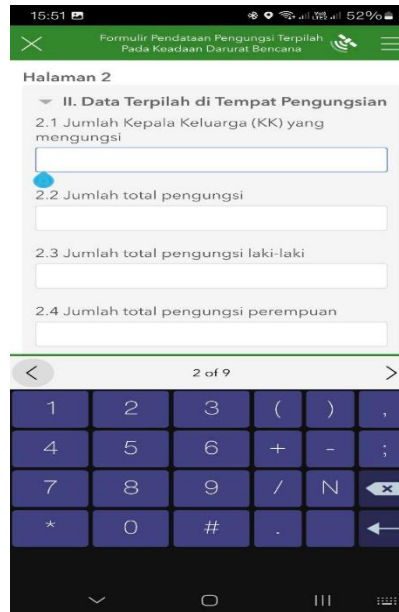 15:51 52%
Formulir Pendataan Pengungsi Terpilah
Pada Keadaan Darurat Bencana
Halaman 2
II. Data Terpilah di Tempat Pengungsian
2.1 Jumlah Kepala Keluarga (KK) yang
mengungsi
2.2 Jumlah total pengungsi
2.3 Jumlah total pengungsi laki-laki
2.4 Jumlah total pengungsi perempuan
2 of 9
1 2 3 ( ) ,
4 5 6 + - ;
7 8 9 / N
* 0 # .